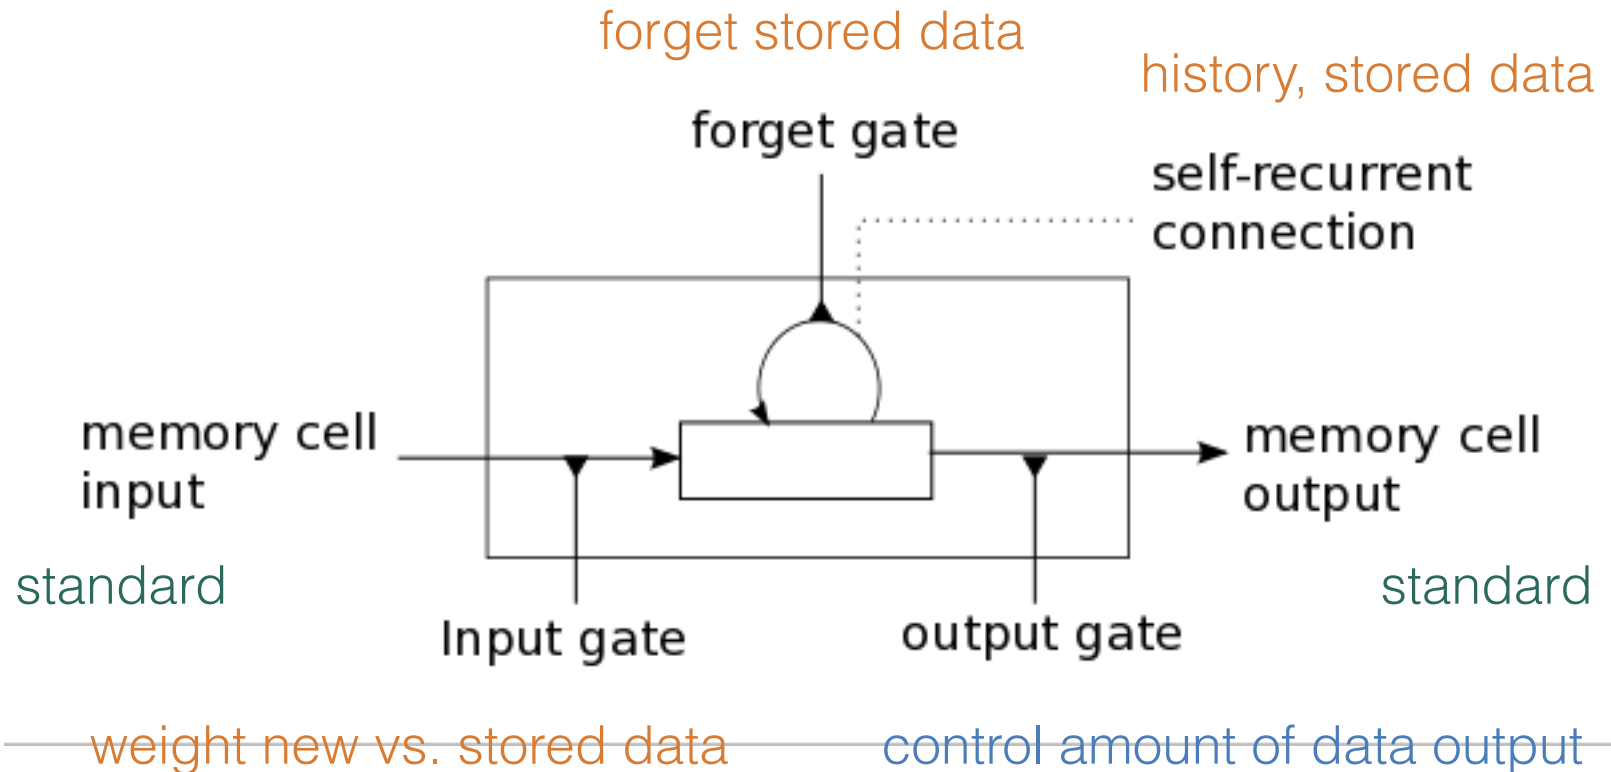 forget stored data
history, stored data
forget gate
self-recurrent
connection
memory cell
input
memory cell
output
standard
standard
Input gate
output gate
weight new vs. stored data
control amount of data output